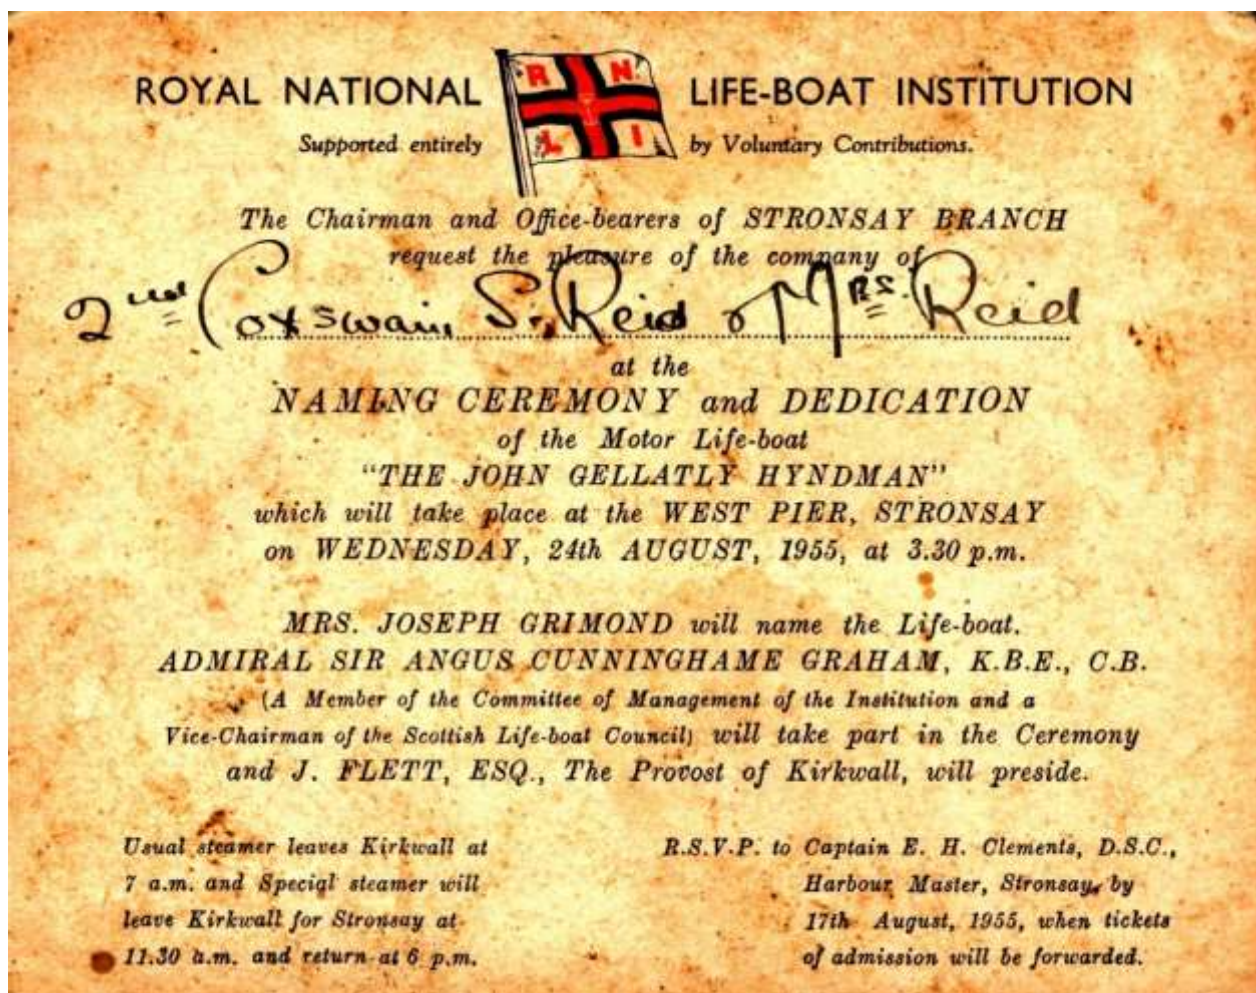 ROYAL NATIONAL R N L I LIFE-BOAT INSTITUTION
Supported entirely by Voluntary Contributions.
The Chairman and Office-bearers of STRONSAY BRANCH
request the pleasure of the company of
2nd Coxswain S. Reid & Mrs. Reid
at the
NAMING CEREMONY and DEDICATION
of the Motor Life-boat
"THE JOHN GELLATLY HYNDMAN"
which will take place at the WEST PIER, STRONSAY
on WEDNESDAY, 24th AUGUST, 1955, at 3.30 p.m.
MRS. JOSEPH GRIMOND will name the Life-boat.
ADMIRAL SIR ANGUS CUNNINGHAME GRAHAM, K.B.E., C.B.
(A Member of the Committee of Management of the Institution and a
Vice-Chairman of the Scottish Life-boat Council) will take part in the Ceremony
and J. FLETT, ESQ., The Provost of Kirkwall, will preside.
Usual steamer leaves Kirkwall at
7 a.m. and Special steamer will
leave Kirkwall for Stronsay at
11.30 a.m. and return at 6 p.m.
R.S.V.P. to Captain E. H. Clements, D.S.C.,
Harbour Master, Stronsay, by
17th August, 1955, when tickets
of admission will be forwarded.